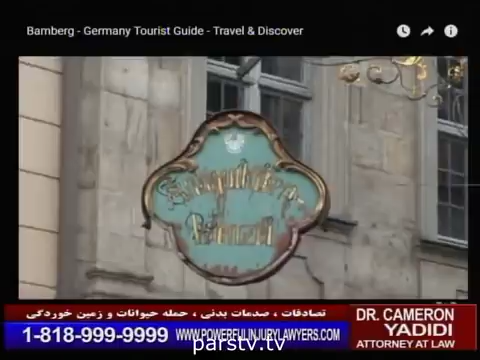 Bamberg - Germany Tourist Guide - Travel & Discover
تصادفات ، صدمات بدنی ، حمله حیوانات و زمین خوردگی
1-818-999-9999 WWW.POWERFULINJURYLAWYERS.COM
DR. CAMERON
YADIDI
ATTORNEY AT LAW
parstv.tv